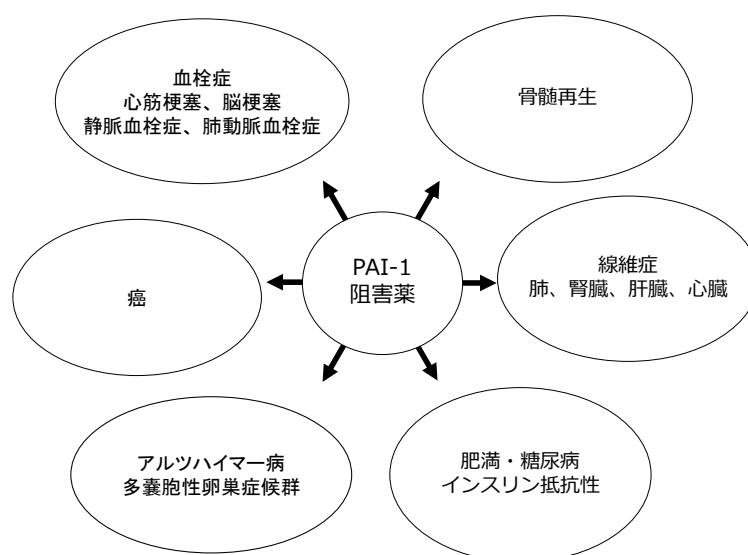 血栓症
心筋梗塞、脳梗塞
静脈血栓症、肺動脈血栓症
骨髄再生
癌
PAI-1
阻害薬
線維症
肺、腎臓、肝臓、心臓
アルツハイマー病
多嚢胞性卵巣症候群
肥満・糖尿病
インスリン抵抗性